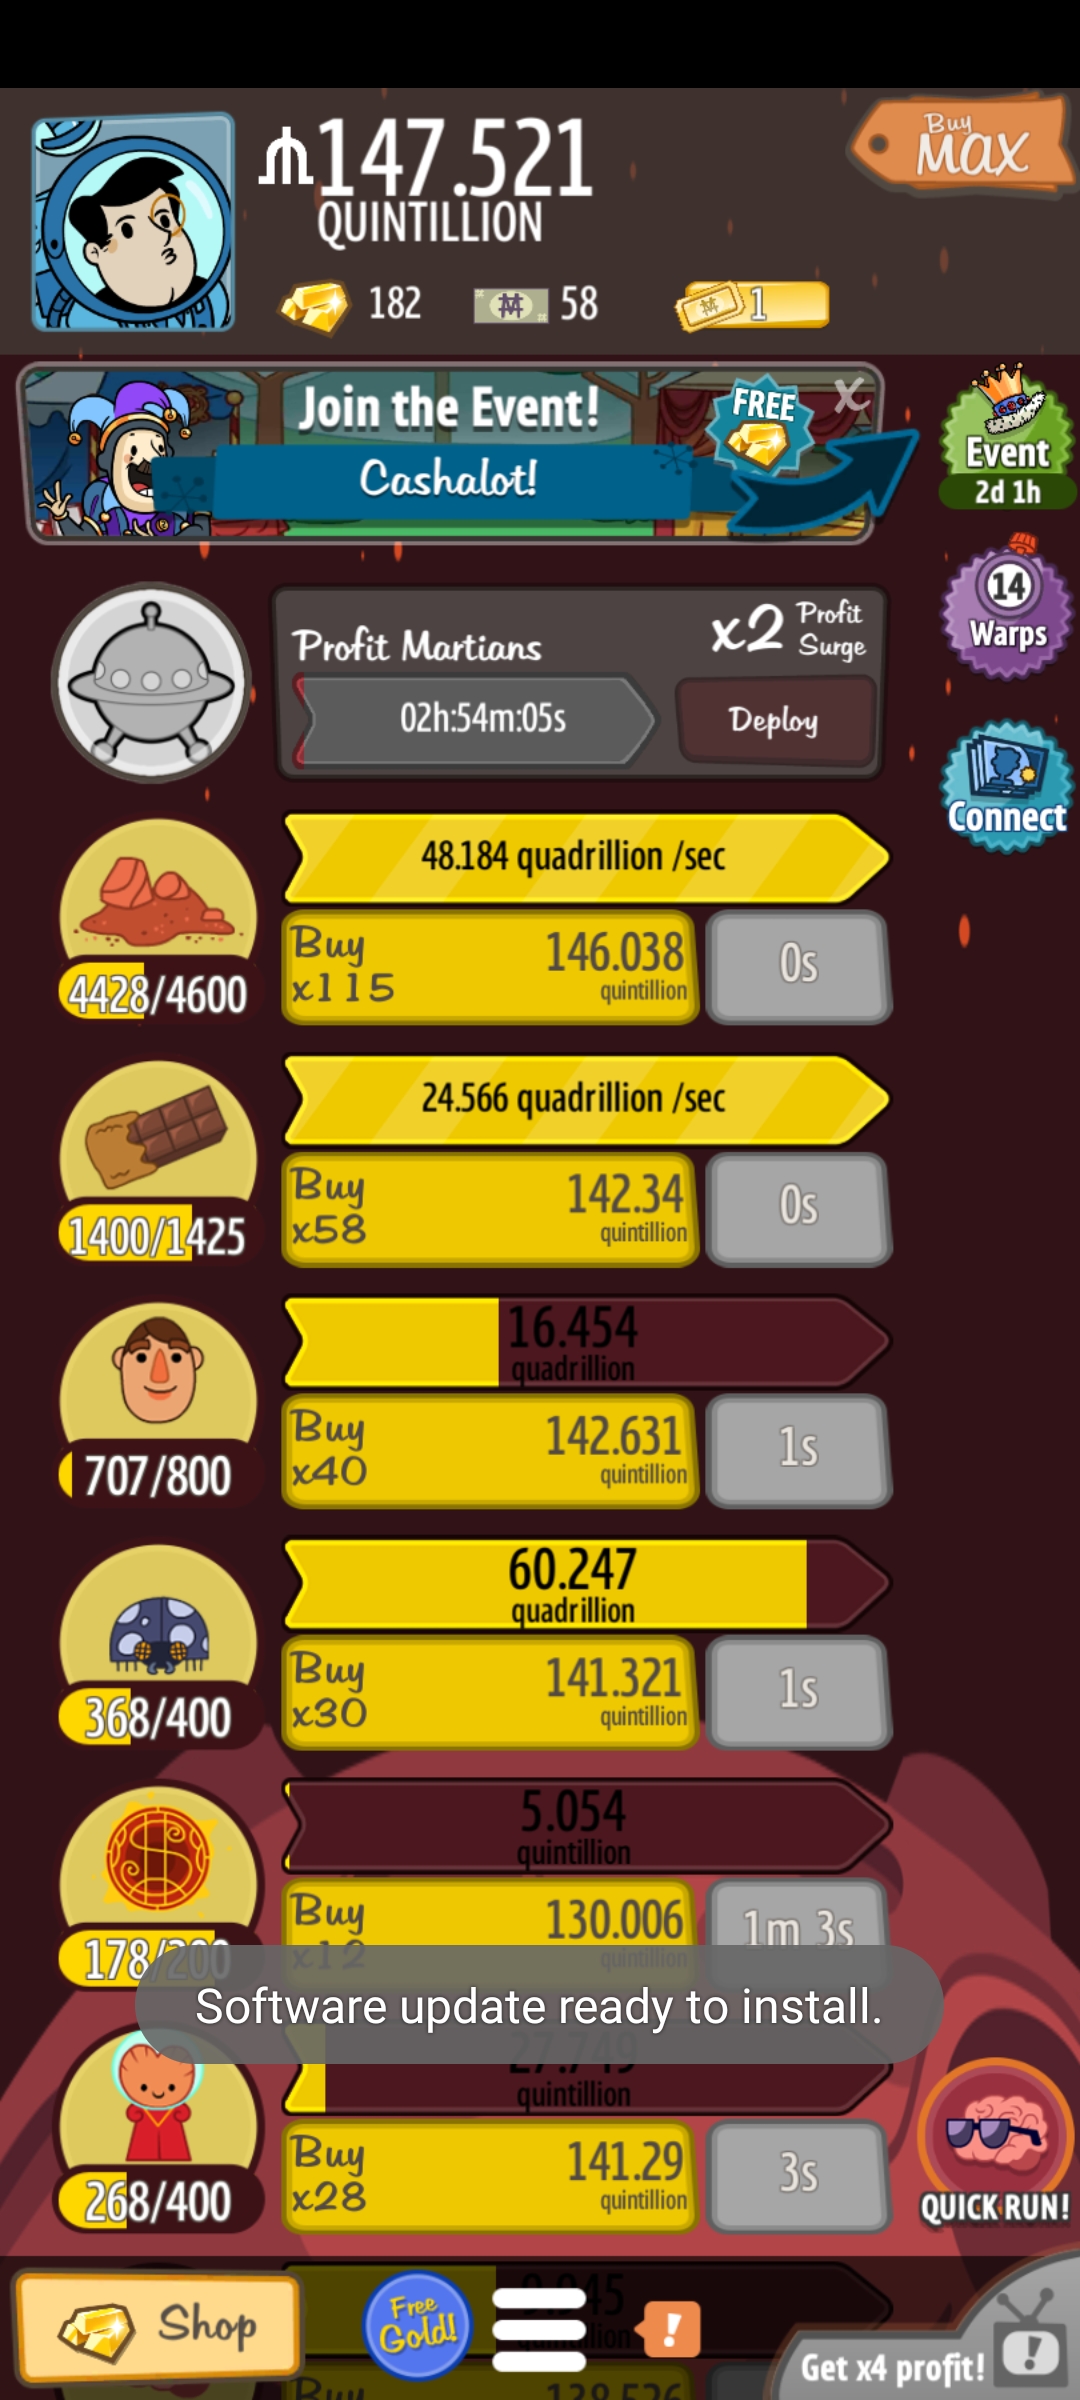 147.521
QUINTILLION
Buy
MAX
182
58
1
Join the Event!
FREE
X
Cashalot!
Event
2d 1h
14
Warps
Connect
Profit Martians
x2 Profit Surge
02h:54m:05s
Deploy
48.184 quadrillion /sec
4428/4600
Buy
x115
146.038
quintillion
0s
24.566 quadrillion /sec
1400/1425
Buy
x58
142.34
quintillion
0s
16.454
quadrillion
707/800
Buy
x40
142.631
quintillion
1s
60.247
quadrillion
368/400
Buy
x30
141.321
quintillion
1s
5.054
quintillion
178/200
Buy
x12
130.006
quintillion
1m 3s
Software update ready to install.
27.749
quintillion
268/400
Buy
x28
141.29
quintillion
3s
QUICK RUN!
Shop
Free
Gold!
!
Get x4 profit!
!
Buy